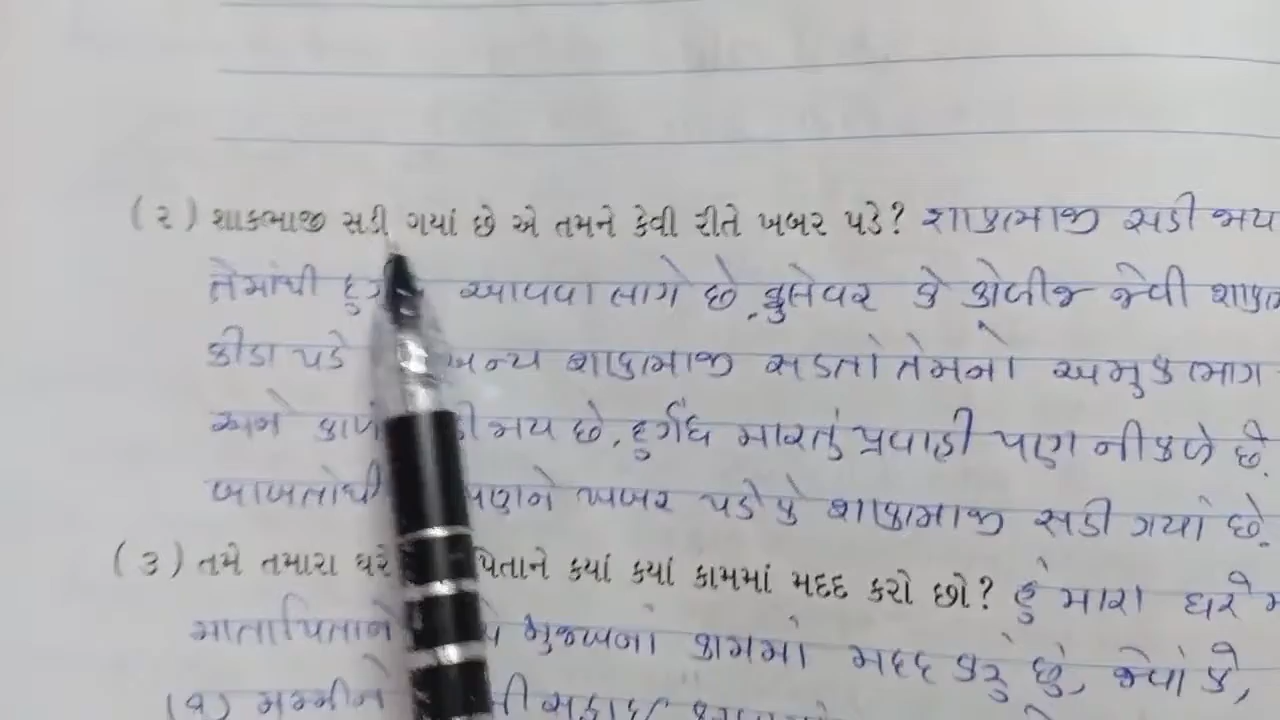 (૨) શાકભાજી સડી ગયાં છે એ તમને કેવી રીતે ખબર પડે? શાકભાજી સડી જાય
તેમાંથી આવવા લાગે છે. ફુલેવર કે કોબીજ જેવી
કીડા પડે અન્ય શાકભાજી સડતાં તેમનો અમુક ભાગ
અને જાય છે. દુર્ગંધ મારતું પ્રવાહી પણ નીકળે છે.
બાબતોથી ખબર પડે કે શાકભાજી સડી ગયાં છે.
(૩) તમે તમારા ઘરે ક્યાં ક્યાં કામમાં મદદ કરો છો? હું મારા ઘરે
માતાપિતાને મુજબના કામમાં મદદ કરું છું, જેવાં કે,
(૧) મમ્મીને